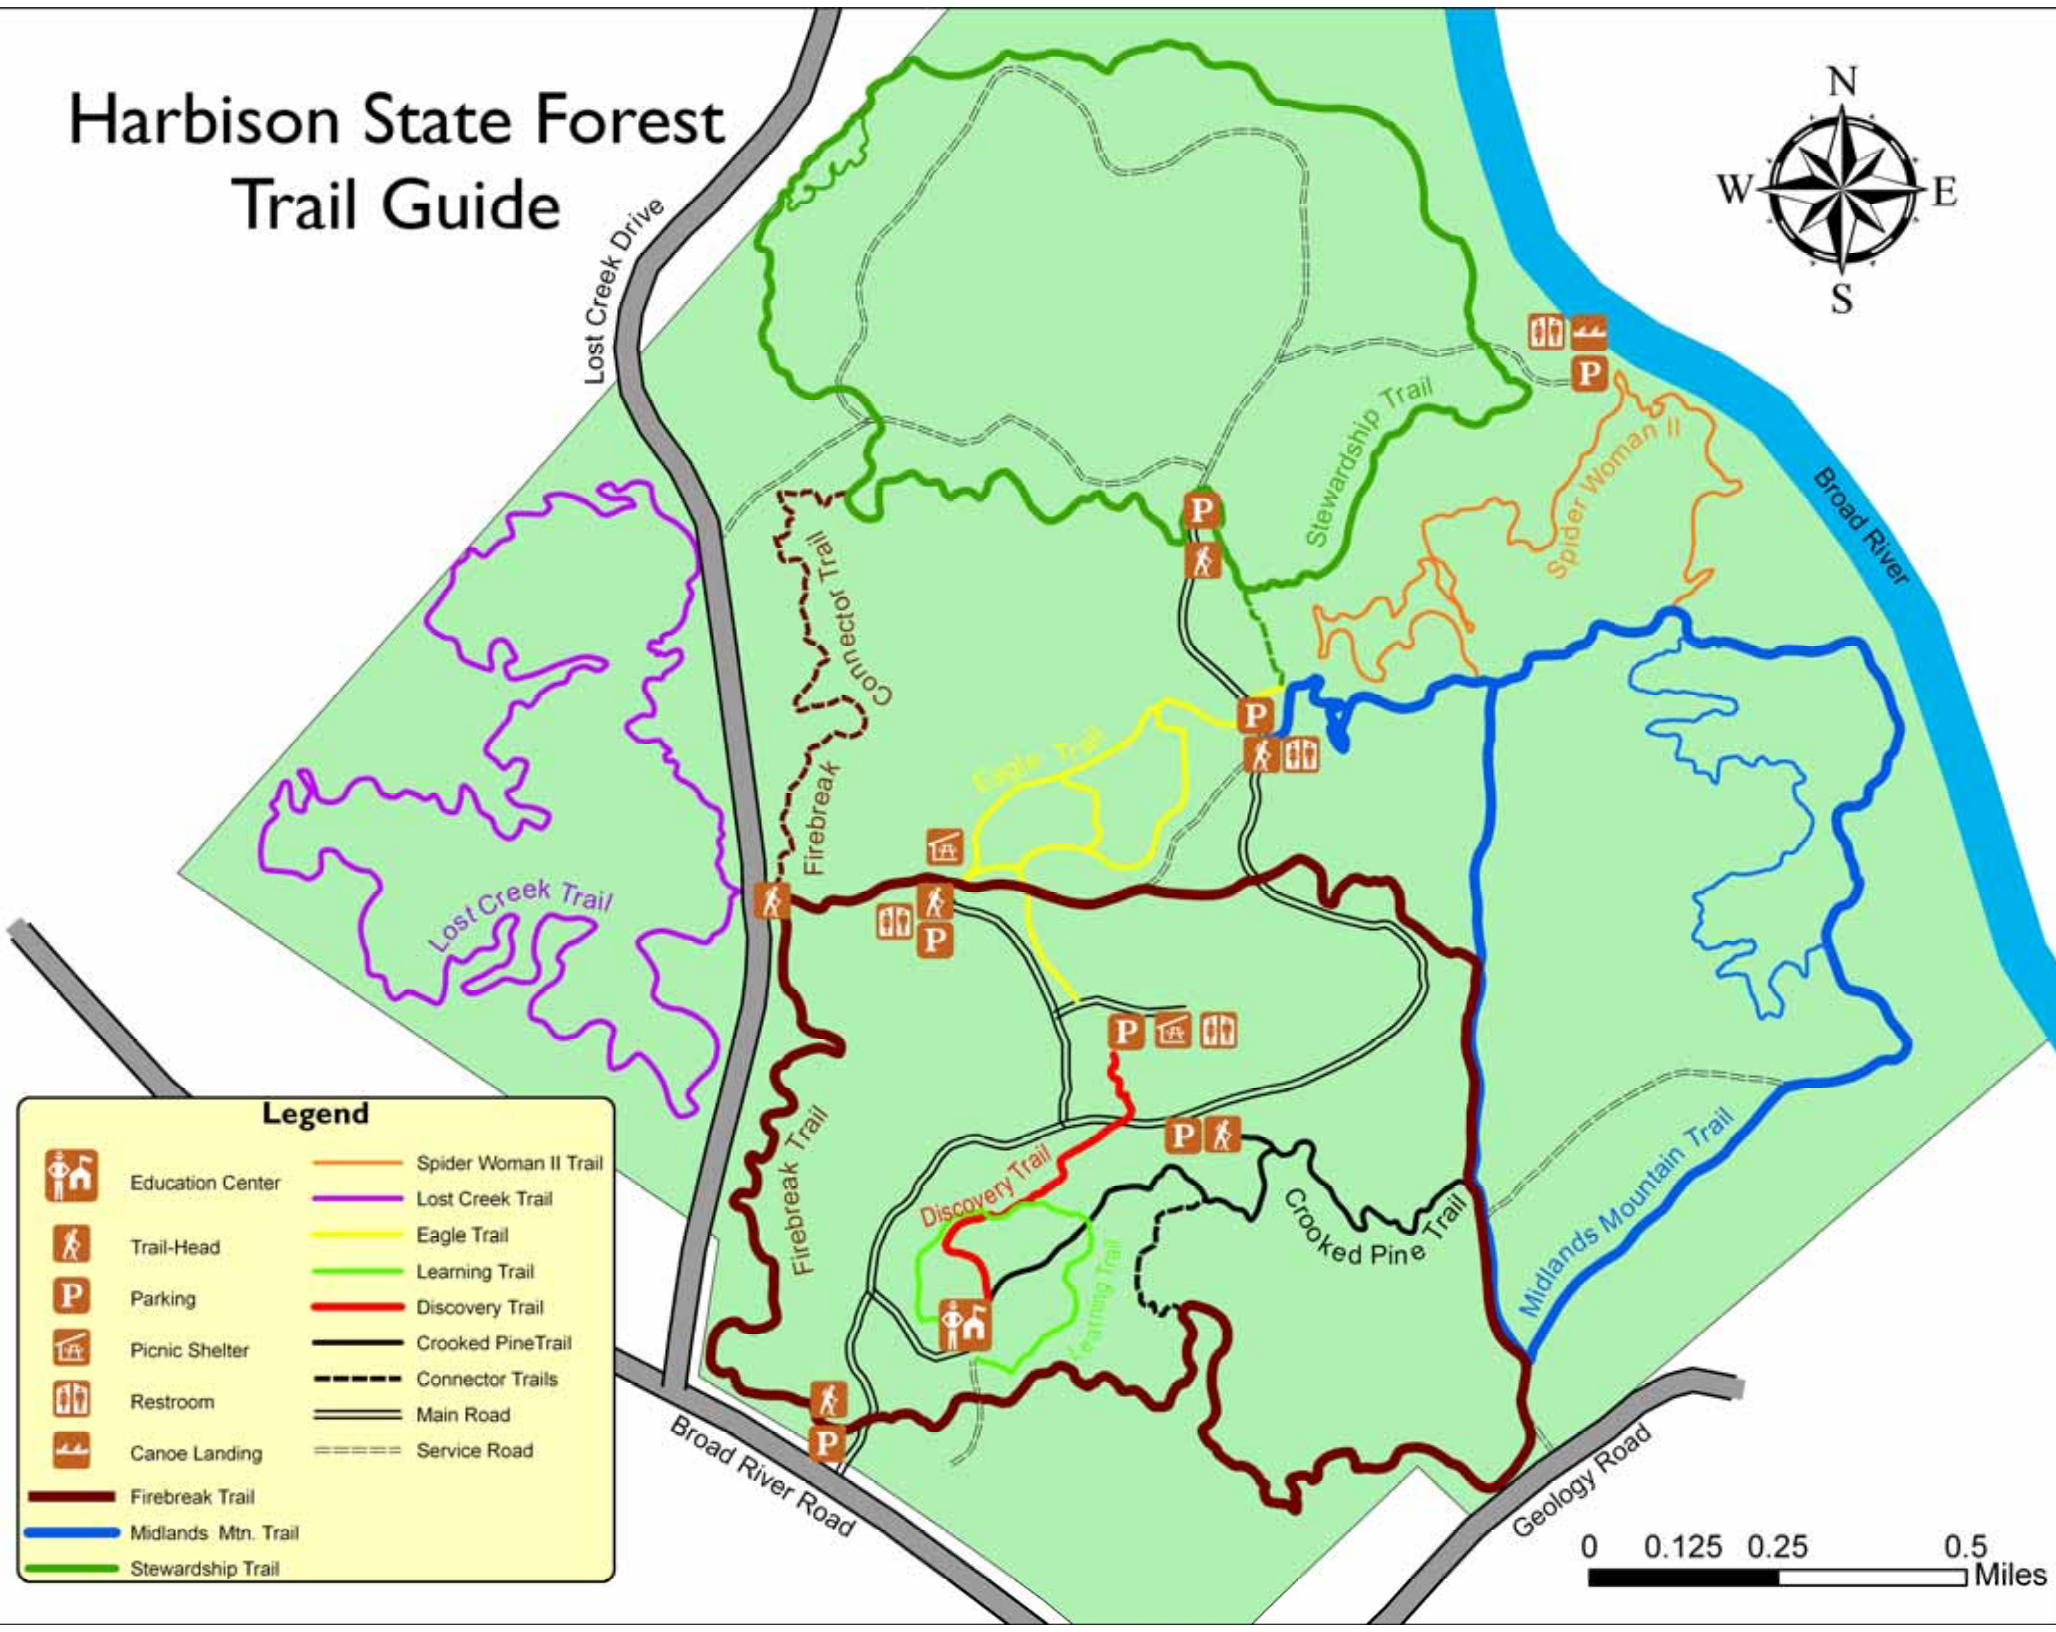 Harbison State Forest
Trail Guide
N
W
E
S
Lost Creek Drive
P
Stewardship Trail
Spider Woman II
Broad River
P
Connector Trail
Firebreak
P
Eagle Trail
Lost Creek Trail
P
P
P
Discovery Trail
Firebreak Trail
Crooked Pine Trail
Learning Trail
Midlands Mountain Trail
P
Broad River Road
Geology Road
Legend
Education Center
Trail-Head
P
Parking
Picnic Shelter
Restroom
Canoe Landing
Firebreak Trail
Midlands Mtn. Trail
Stewardship Trail
Spider Woman II Trail
Lost Creek Trail
Eagle Trail
Learning Trail
Discovery Trail
Crooked PineTrail
Connector Trails
Main Road
Service Road
0 0.125 0.25 0.5
Miles